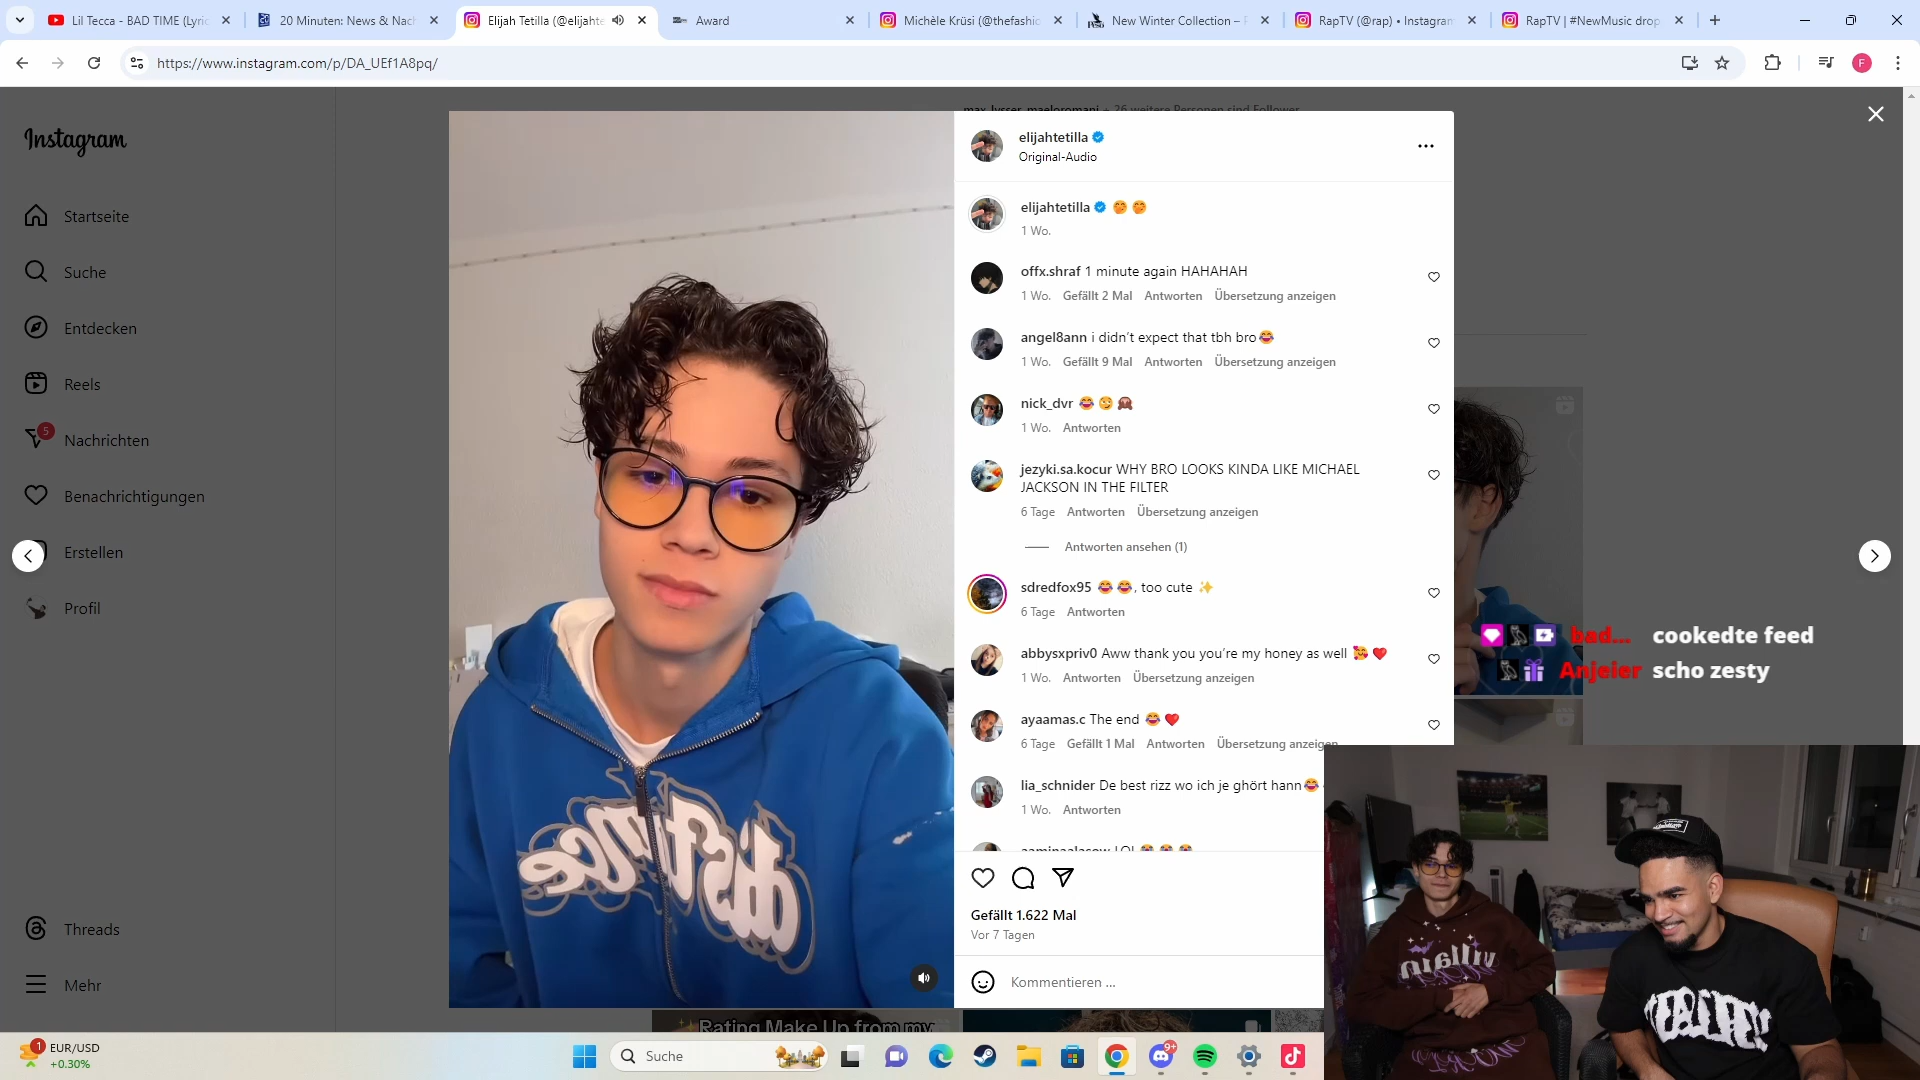 Lil Tecca - BAD TIME (Lyric
20 Minuten: News & Nach
Elijah Tetilla (@elijahte
Award
Michèle Krüsi (@thefashio
New Winter Collection –
RapTV (@rap) • Instagram
RapTV | #NewMusic drop
https://www.instagram.com/p/DA_UEf1A8pq/
F
Instagram
Startseite
Suche
Entdecken
Reels
5
Nachrichten
Benachrichtigungen
Erstellen
Profil
Threads
Mehr
max_lysser, maeloromani + 26 weitere Personen sind Follower
elijahtetilla
Original-Audio
elijahtetilla 🤭 🤭
1 Wo.
offx.shraf 1 minute again HAHAHAH
1 Wo. Gefällt 2 Mal Antworten Übersetzung anzeigen
angel8ann i didn't expect that tbh bro😂
1 Wo. Gefällt 9 Mal Antworten Übersetzung anzeigen
nick_dvr 😂 😏 🙈
1 Wo. Antworten
jezyki.sa.kocur WHY BRO LOOKS KINDA LIKE MICHAEL
JACKSON IN THE FILTER
6 Tage Antworten Übersetzung anzeigen
Antworten ansehen (1)
sdredfox95 😂 😂, too cute ✨
6 Tage Antworten
abbysxpriv0 Aww thank you you're my honey as well 🥰 ❤️
1 Wo. Antworten Übersetzung anzeigen
ayaamas.c The end 😂 ❤️
6 Tage Gefällt 1 Mal Antworten Übersetzung anzeigen
lia_schnider De best rizz wo ich je ghört hann😂
1 Wo. Antworten
Gefällt 1.622 Mal
Vor 7 Tagen
Kommentieren ...
distance
bad... cookedte feed
Anjeier scho zesty
villain
✨Rating Make Up from my
1
EUR/USD
+0.30%
Suche
9+